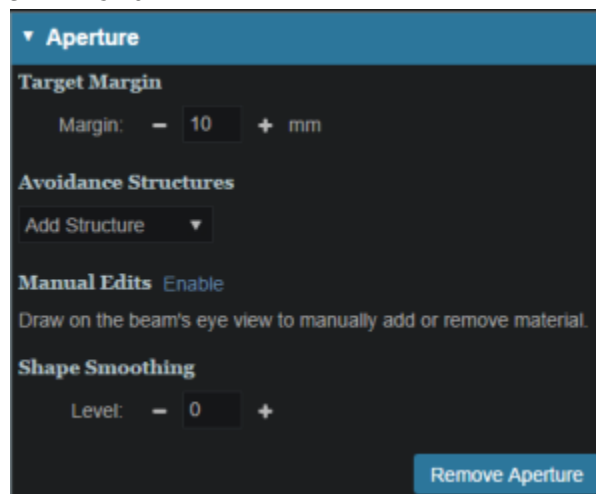 Aperture
Target Margin
Margin: − 10 + mm
Avoidance Structures
Add Structure
Manual Edits Enable
Draw on the beam's eye view to manually add or remove material.
Shape Smoothing
Level: − 0 +
Remove Aperture